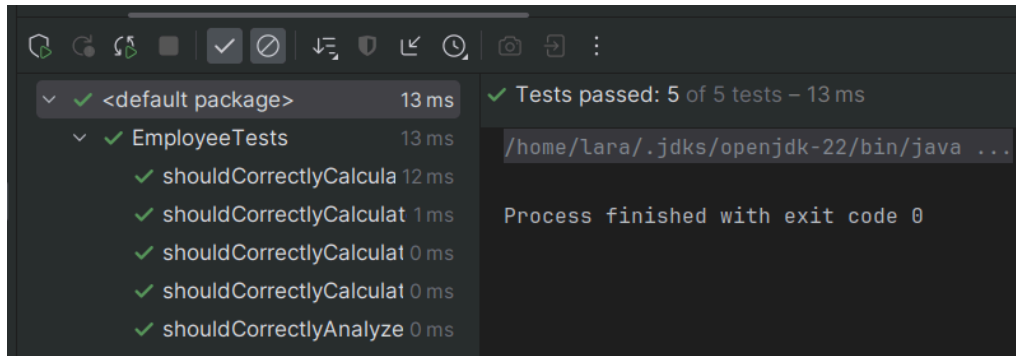 <default package> 13 ms
EmployeeTests 13 ms
shouldCorrectlyCalcula 12 ms
shouldCorrectlyCalculat 1 ms
shouldCorrectlyCalculat 0 ms
shouldCorrectlyCalculat 0 ms
shouldCorrectlyAnalyze 0 ms
Tests passed: 5 of 5 tests – 13 ms
/home/lara/.jdks/openjdk-22/bin/java ...
Process finished with exit code 0